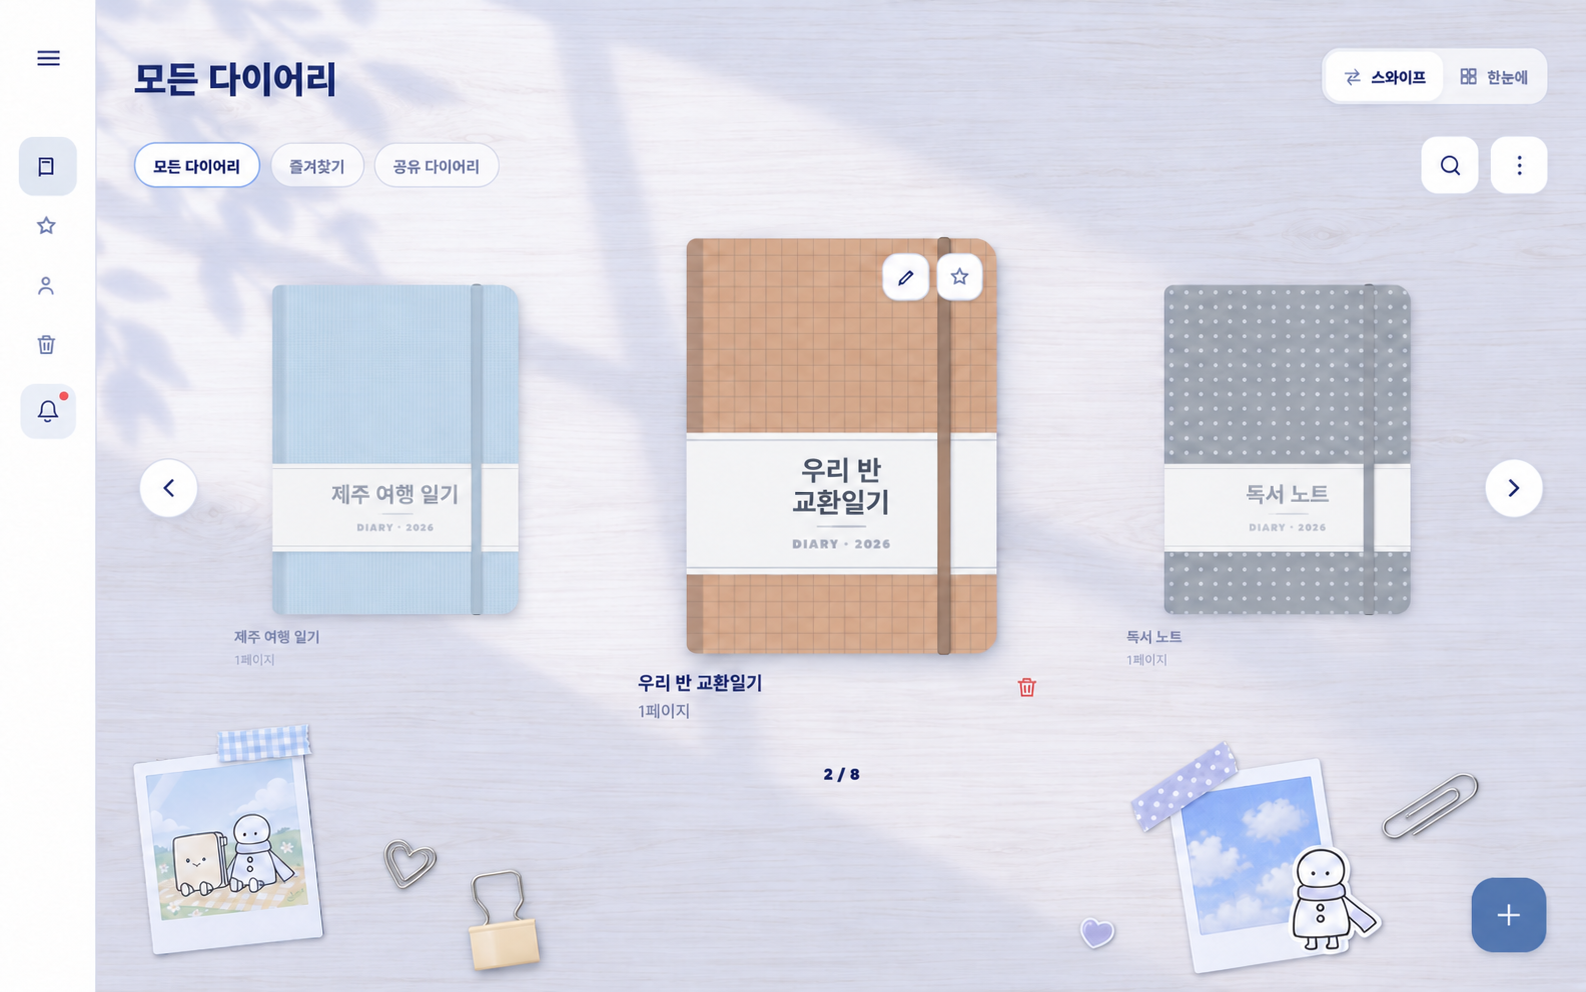 모든 다이어리
스와이프
한눈에
모든 다이어리
즐겨찾기
공유 다이어리
제주 여행 일기
DIARY · 2026
우리 반
교환일기
DIARY · 2026
독서 노트
DIARY · 2026
제주 여행 일기
1페이지
우리 반 교환일기
1페이지
독서 노트
1페이지
2 / 8